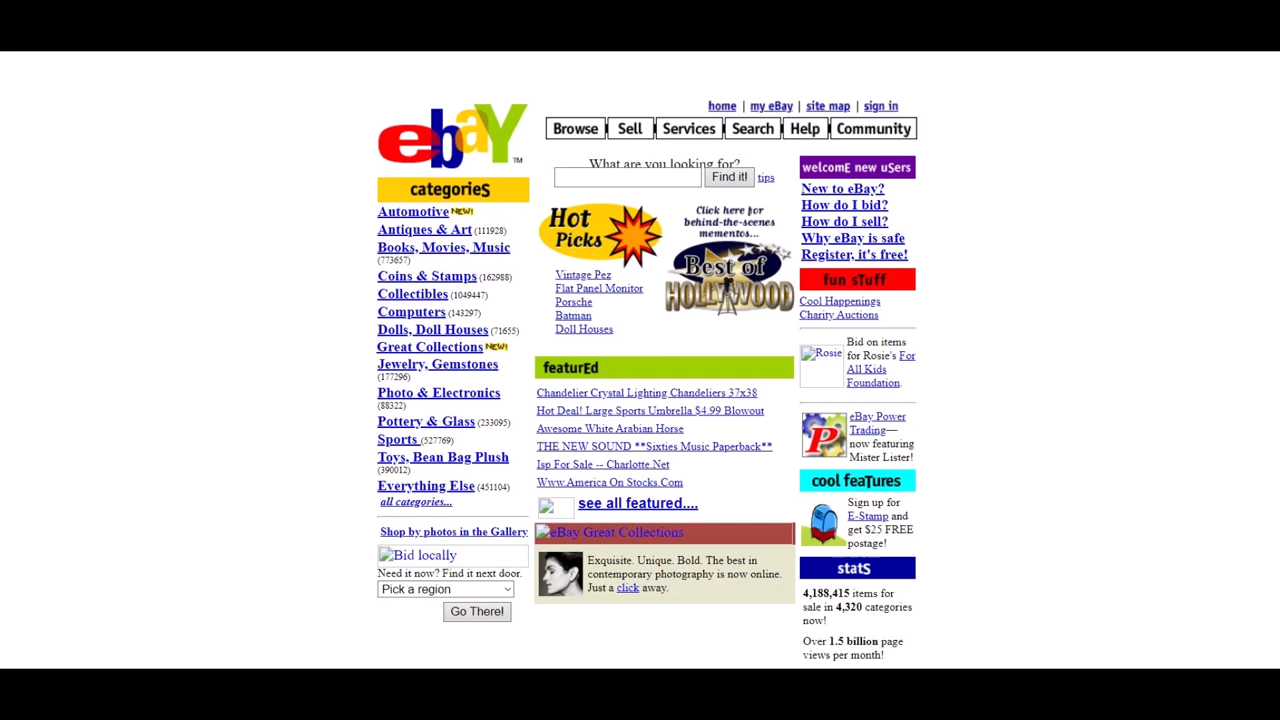 ebaY™
home | my eBay | site map | sign in
Browse Sell Services Search Help Community
categorieS
Automotive NEW!
Antiques & Art (111928)
Books, Movies, Music
(773657)
Coins & Stamps (162988)
Collectibles (1049447)
Computers (143297)
Dolls, Doll Houses (71655)
Great Collections NEW!
Jewelry, Gemstones
(177296)
Photo & Electronics
(88322)
Pottery & Glass (233095)
Sports (527769)
Toys, Bean Bag Plush
(390012)
Everything Else (451104)
all categories...
Shop by photos in the Gallery
Bid locally
Need it now? Find it next door.
Pick a region
Go There!
What are you looking for?
Find it! tips
Hot
Picks
Vintage Pez
Flat Panel Monitor
Porsche
Batman
Doll Houses
Click here for
behind-the-scenes
mementos...
Best of
HOLLYWOOD
featurEd
Chandelier Crystal Lighting Chandeliers 37x38
Hot Deal! Large Sports Umbrella $4.99 Blowout
Awesome White Arabian Horse
THE NEW SOUND **Sixties Music Paperback**
Isp For Sale -- Charlotte.Net
Www.America On Stocks.Com
see all featured....
eBay Great Collections
Exquisite. Unique. Bold. The best in
contemporary photography is now online.
Just a click away.
welcomE new uSers
New to eBay?
How do I bid?
How do I sell?
Why eBay is safe
Register, it's free!
fun sTuff
Cool Happenings
Charity Auctions
Rosie
Bid on items
for Rosie's For
All Kids
Foundation.
P
eBay Power
Trading—
now featuring
Mister Lister!
cool feaTures
Sign up for
E-Stamp and
get $25 FREE
postage!
statS
4,188,415 items for
sale in 4,320 categories
now!
Over 1.5 billion page
views per month!